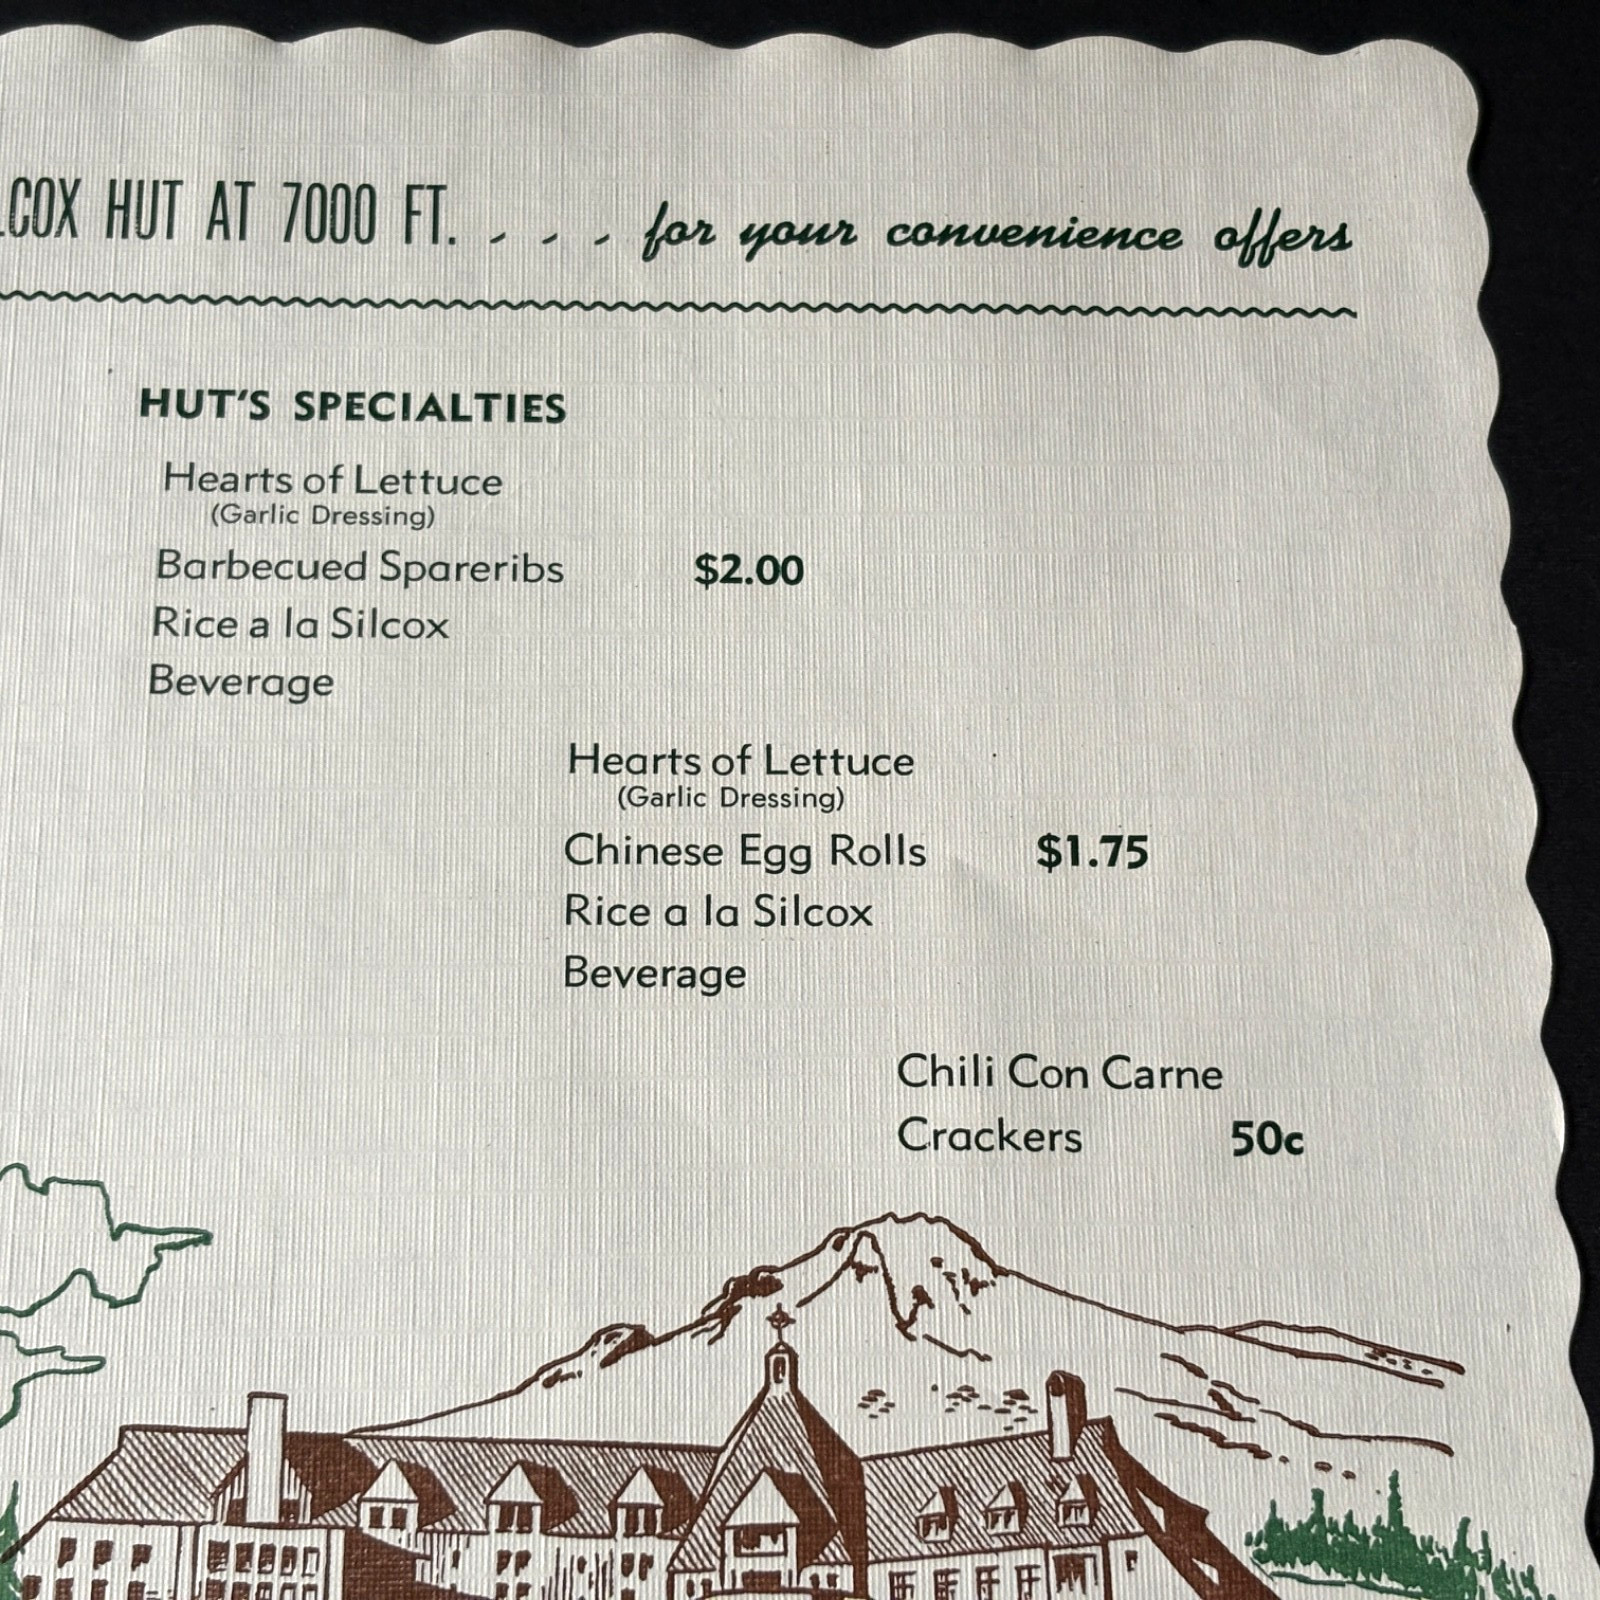 LCOX HUT AT 7000 FT. - - - for your convenience offers
HUT'S SPECIALTIES
Hearts of Lettuce
(Garlic Dressing)
Barbecued Spareribs $2.00
Rice a la Silcox
Beverage
Hearts of Lettuce
(Garlic Dressing)
Chinese Egg Rolls $1.75
Rice a la Silcox
Beverage
Chili Con Carne
Crackers 50c